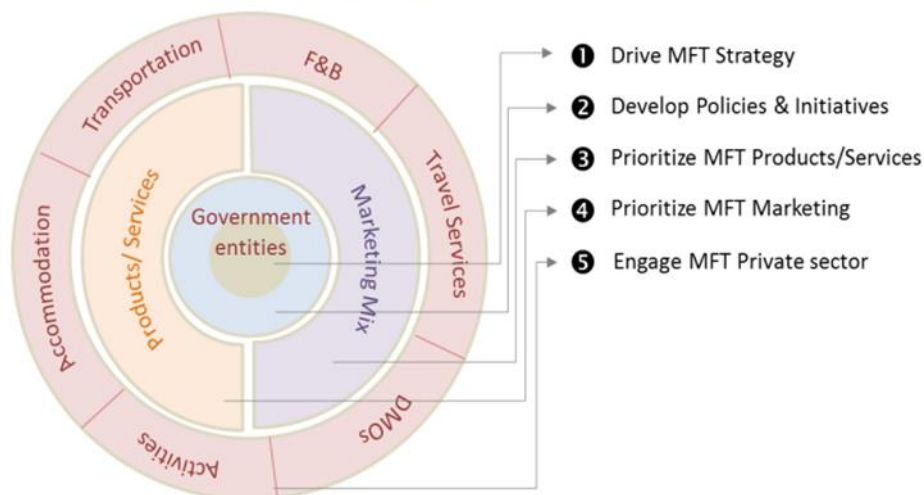 Transportation
F&B
Travel Services
DMOs
Activities
Accommodation
Products/ Services
Marketing Mix
Government
entities
❶ Drive MFT Strategy
❷ Develop Policies & Initiatives
❸ Prioritize MFT Products/Services
❹ Prioritize MFT Marketing
❺ Engage MFT Private sector